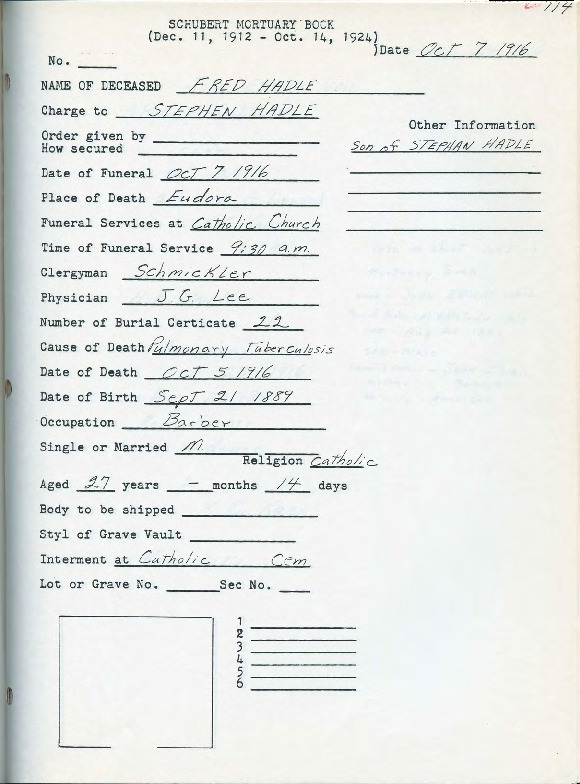 114
SCHUBERT MORTUARY BOOK
(Dec. 11, 1912 - Oct. 14, 1924)
)Date Oct 7 1916
No.
NAME OF DECEASED FRED HADLE
Charge to STEPHEN HADLE
Other Information
Order given by
How secured
Son of STEPHAN HADLE
Date of Funeral Oct 7 1916
Place of Death Eudora
Funeral Services at Catholic Church
Time of Funeral Service 9:30 a.m.
Clergyman Schmickler
Physician J.G. Lee
Number of Burial Certicate 22
Cause of Death Pulmonary Tuberculosis
Date of Death Oct 5 1916
Date of Birth Sept 21 1889
Occupation Barber
Single or Married M
Religion Catholic
Aged 27 years — months 14 days
Body to be shipped
Styl of Grave Vault
Interment at Catholic Cem
Lot or Grave No. Sec No.
1
2
3
4
5
6